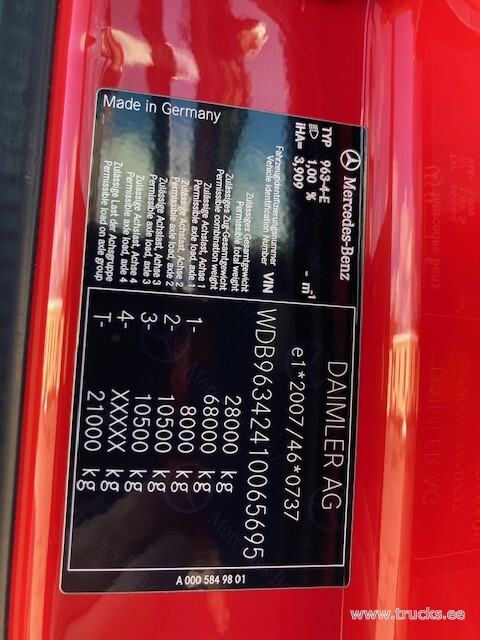 Mercedes-Benz
TYP 963-4-E
1,00 % - m⁻¹
iHA= 3,909
DAIMLER AG
e1*2007/46*0737
Fahrzeugidentifizierungsnummer
Vehicle Identification Number VIN WDB96342410065695
Zulässiges Gesamtgewicht
Permissible total weight 28000 kg
Zulässiges Zug-Gesamtgewicht
Permissible combination weight 68000 kg
Zulässige Achslast, Achse 1
Permissible axle load, axle 1 1- 8000 kg
Zulässige Achslast, Achse 2
Permissible axle load, axle 2 2- 10500 kg
Zulässige Achslast, Achse 3
Permissible axle load, axle 3 3- 10500 kg
Zulässige Achslast, Achse 4
Permissible axle load, axle 4 4- XXXXX kg
Zulässige Last der Achsgruppe
Permissible load on axle group T- 21000 kg
Made in Germany
A 000 584 98 01
www.trucks.ee